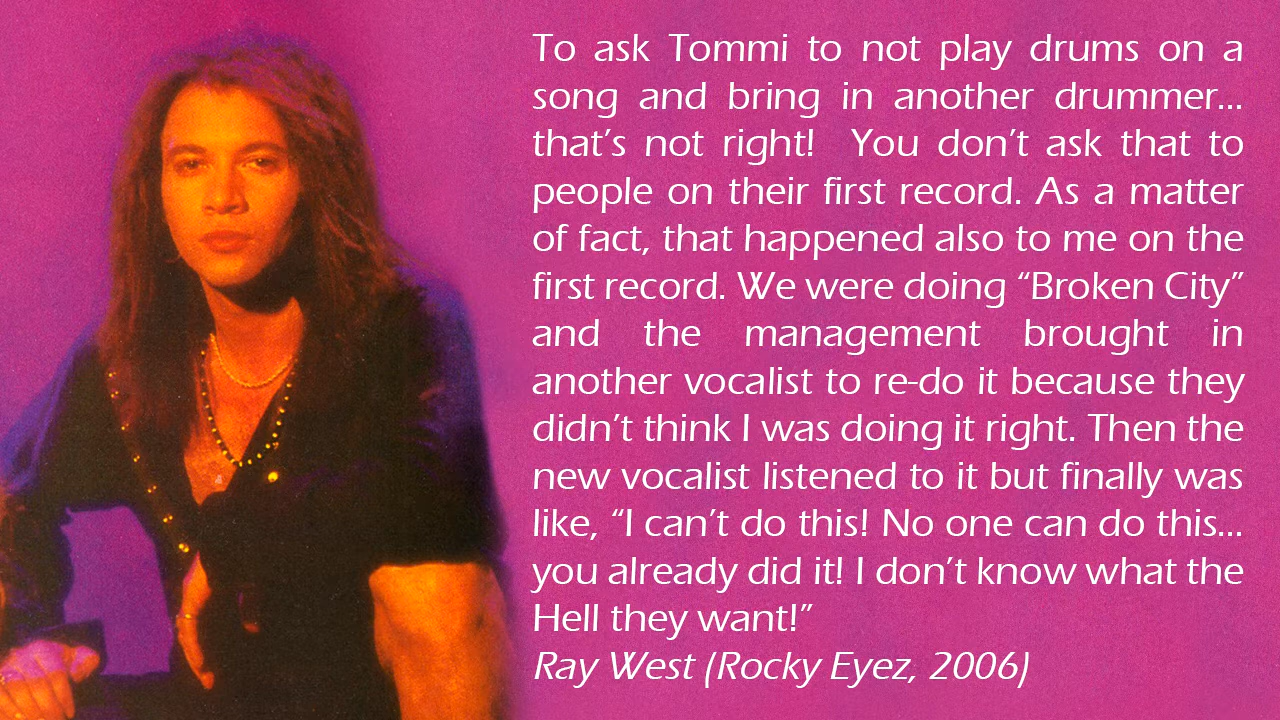 To ask Tommi to not play drums on a
song and bring in another drummer...
that's not right!  You don't ask that to
people on their first record. As a matter
of fact, that happened also to me on the
first record. We were doing “Broken City”
and the management brought in
another vocalist to re-do it because they
didn't think I was doing it right. Then the
new vocalist listened to it but finally was
like, “I can't do this! No one can do this...
you already did it! I don't know what the
Hell they want!”
Ray West (Rocky Eyez, 2006)